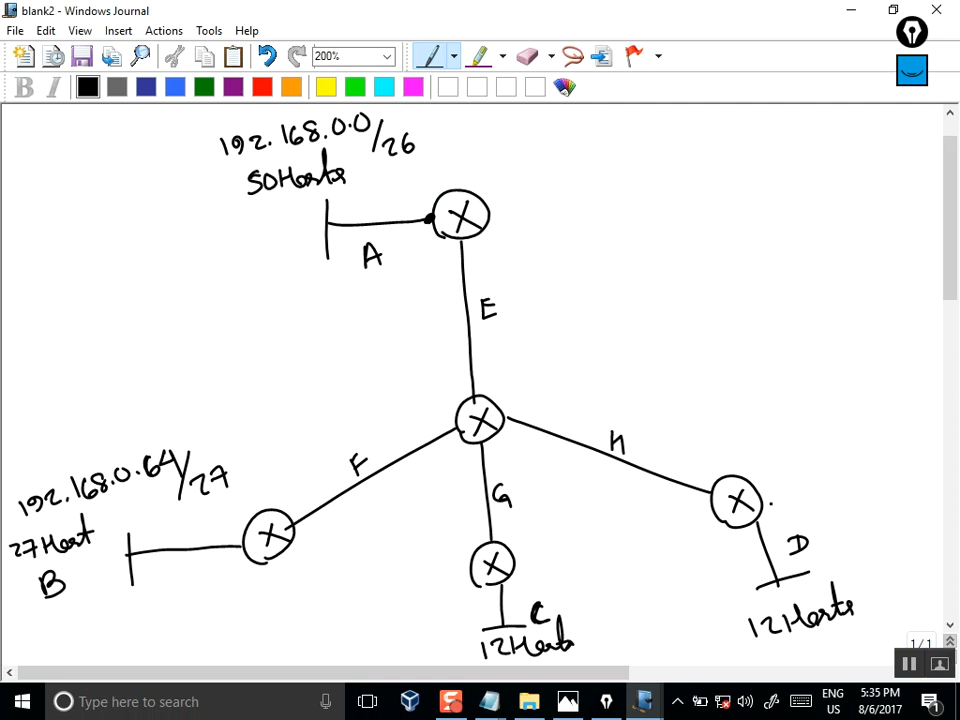 blank2 - Windows Journal
File Edit View Insert Actions Tools Help
200%
B I
192.168.0.0/26
50Hosts
A
E
192.168.0.64/27
27Host
B
F
G
H
C
12Hosts
D
12Hosts
1/1
Type here to search
ENG
US
5:35 PM
8/6/2017
1